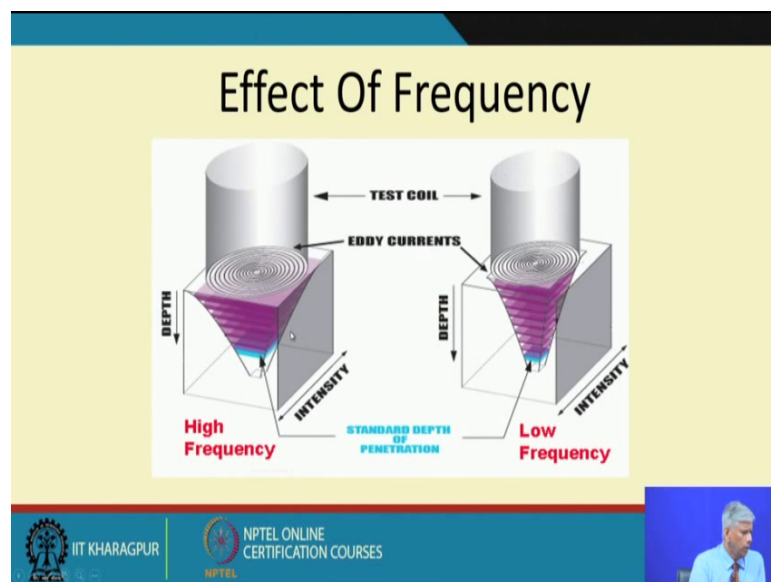 Effect Of Frequency
TEST COIL
EDDY CURRENTS
DEPTH
DEPTH
INTENSITY
INTENSITY
High
Frequency
STANDARD DEPTH
OF
PENETRATION
Low
Frequency
IIT KHARAGPUR
NPTEL
NPTEL ONLINE
CERTIFICATION COURSES